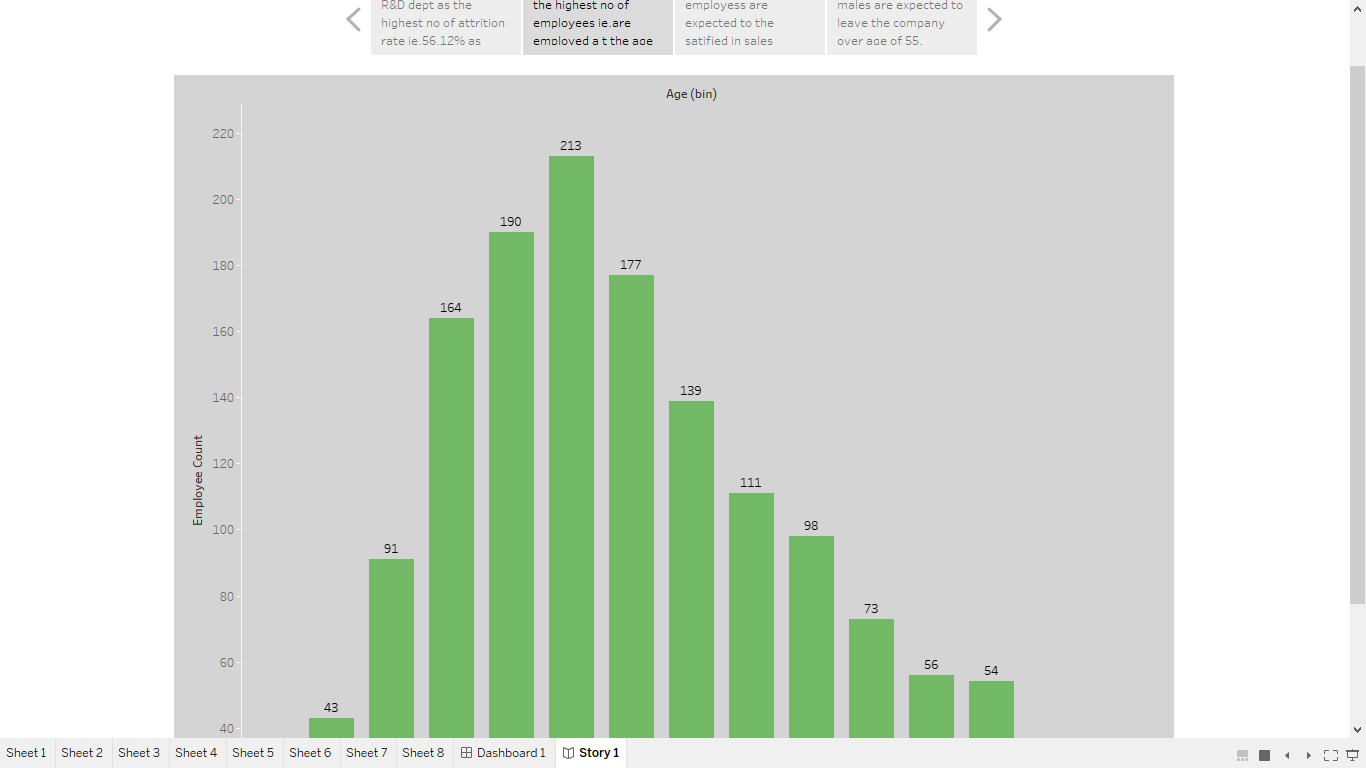 R&D dept as the
highest no of attrition
rate ie.56.12% as
the highest no of
employees ie.are
employed a t the age
employess are
expected to the
satified in sales
males are expected to
leave the company
over age of 55.
Age (bin)
220
200
180
160
140
120
100
80
60
40
Employee Count
43
91
164
190
213
177
139
111
98
73
56
54
Sheet 1 Sheet 2 Sheet 3 Sheet 4 Sheet 5 Sheet 6 Sheet 7 Sheet 8 Dashboard 1 Story 1